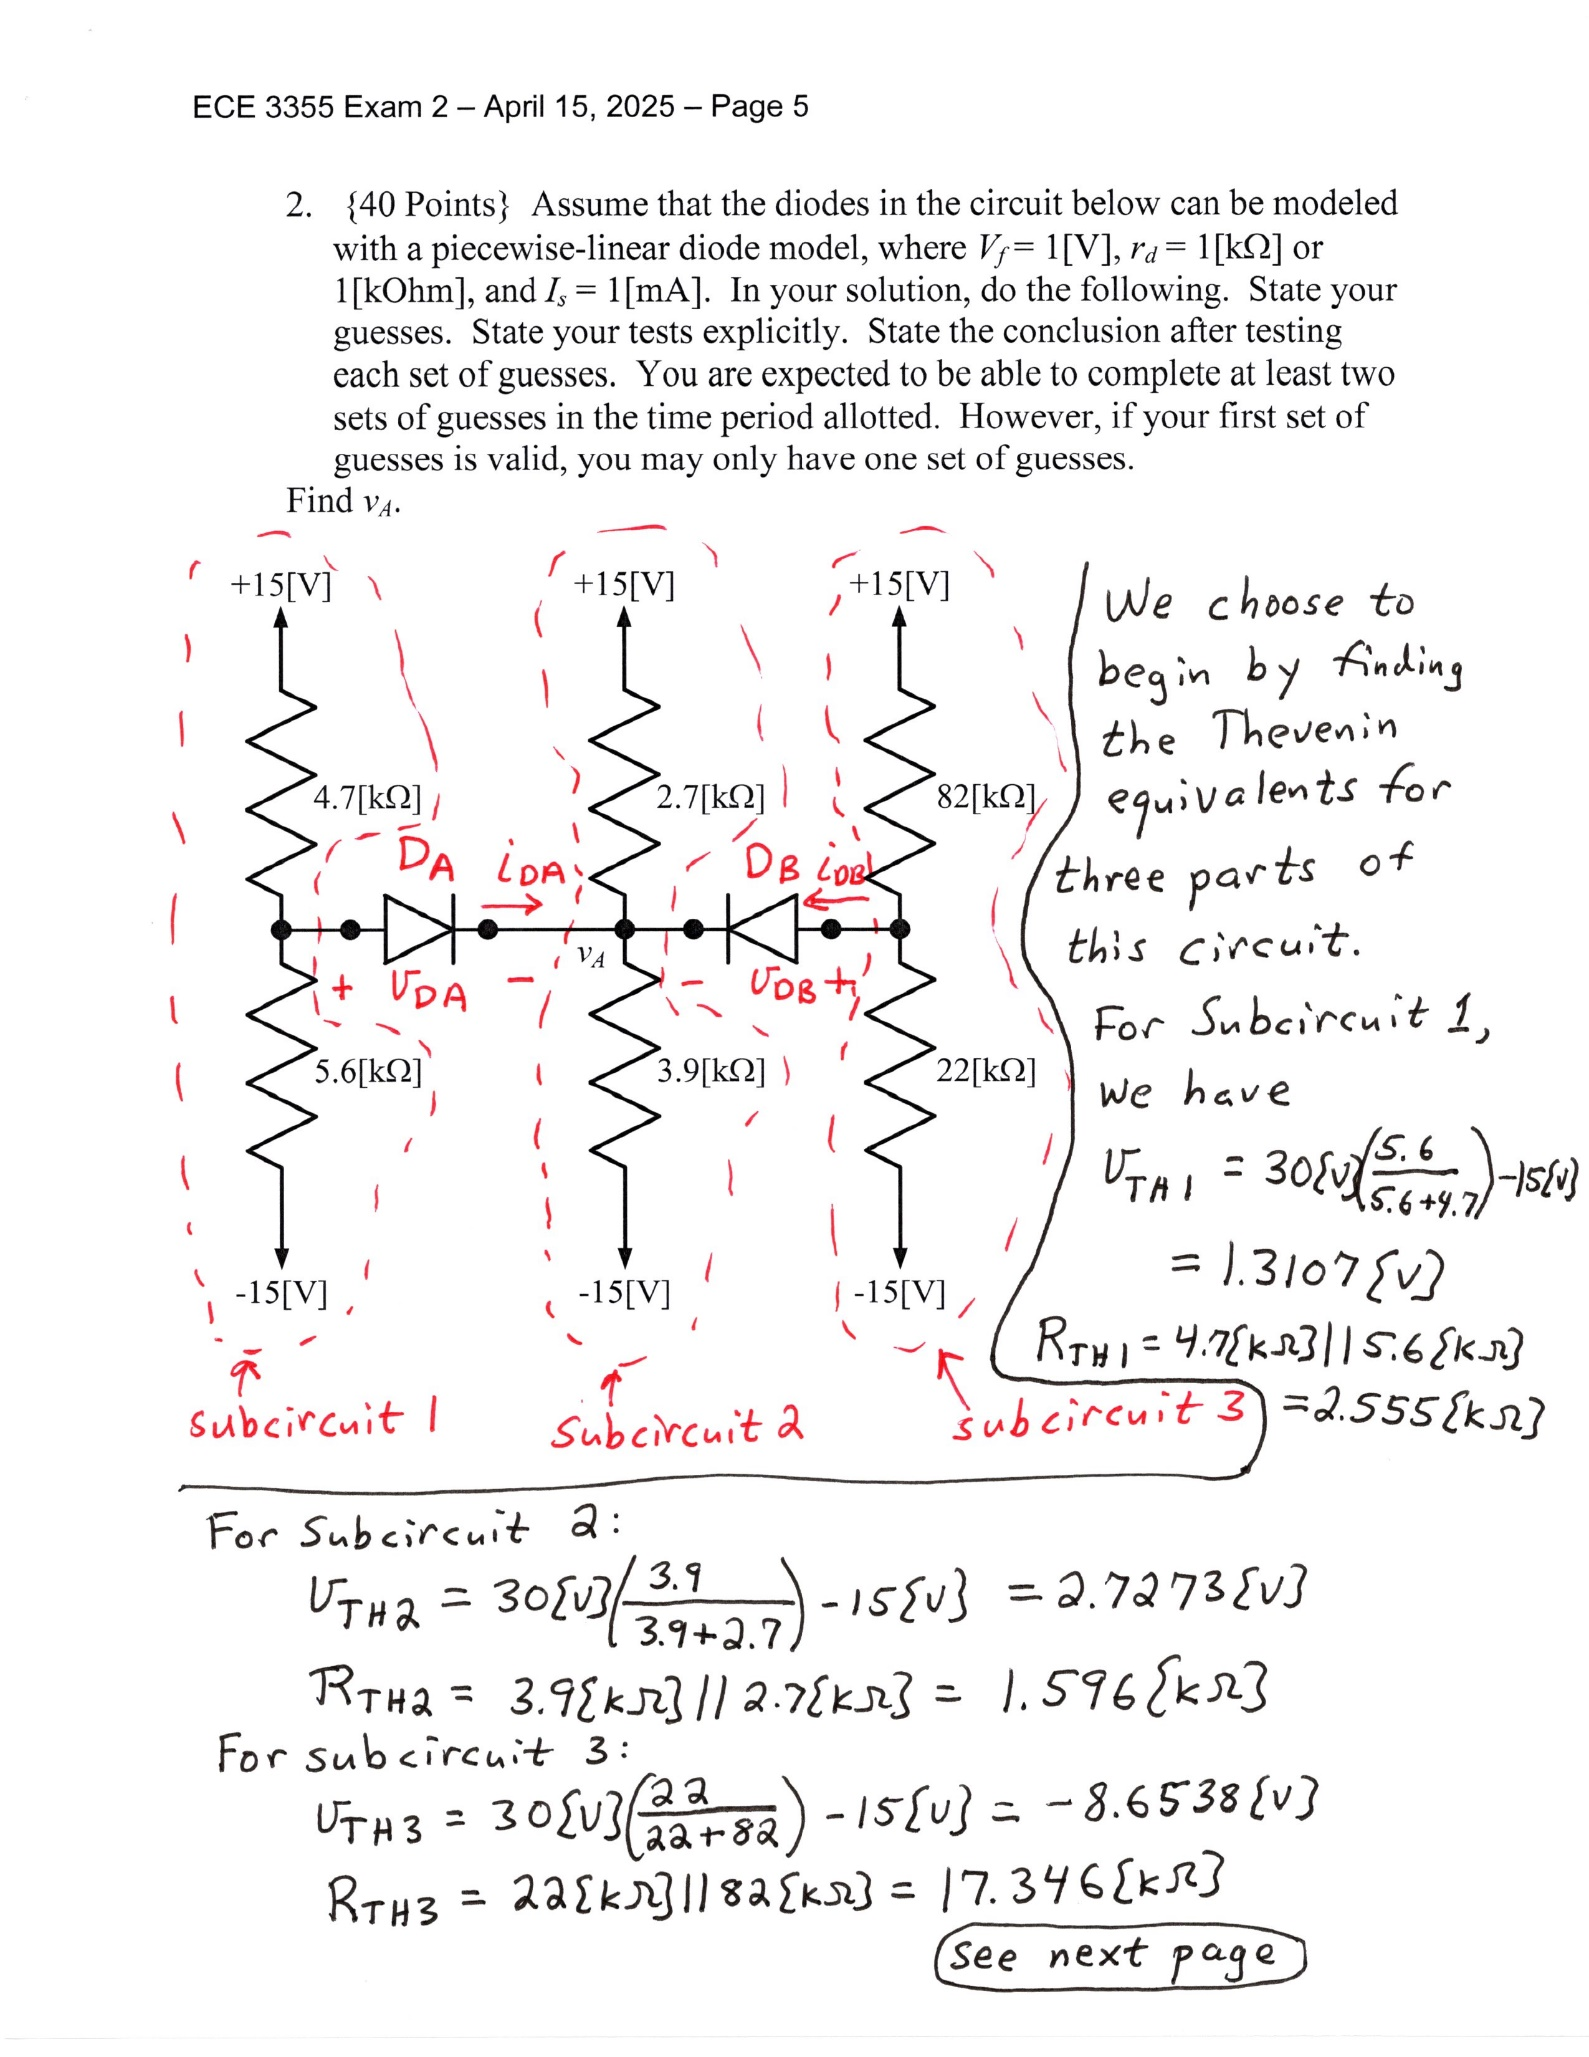 ECE 3355 Exam 2 – April 15, 2025 – Page 5
2. {40 Points} Assume that the diodes in the circuit below can be modeled
with a piecewise-linear diode model, where Vf = 1[V], rd = 1[kΩ] or
1[kOhm], and Is = 1[mA]. In your solution, do the following. State your
guesses. State your tests explicitly. State the conclusion after testing
each set of guesses. You are expected to be able to complete at least two
sets of guesses in the time period allotted. However, if your first set of
guesses is valid, you may only have one set of guesses.
Find vA.
+15[V] +15[V] +15[V]
4.7[kΩ] 2.7[kΩ] 82[kΩ]
DA iDA DB iDB
vA
+ vDA - - vDB +
5.6[kΩ] 3.9[kΩ] 22[kΩ]
-15[V] -15[V] -15[V]
subcircuit 1 Subcircuit 2 subcircuit 3
We choose to
begin by finding
the Thevenin
equivalents for
three parts of
this circuit.
For Subcircuit 1,
we have
vTH1 = 30[V](5.6/5.6+4.7)-15[V]
= 1.3107[V]
RTH1 = 4.7[kΩ]||5.6[kΩ]
=2.555[kΩ]
For Subcircuit 2:
vTH2 = 30[V](3.9/3.9+2.7) - 15[V] = 2.7273[V]
RTH2 = 3.9[kΩ]||2.7[kΩ] = 1.596[kΩ]
For subcircuit 3:
vTH3 = 30[V](22/22+82) - 15[V] = -8.6538[V]
RTH3 = 22[kΩ]||82[kΩ] = 17.346[kΩ]
see next page